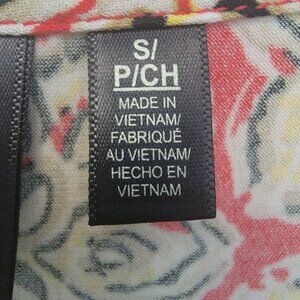 S/
P/CH
MADE IN
VIETNAM/
FABRIQUÉ
AU VIETNAM/
HECHO EN
VIETNAM